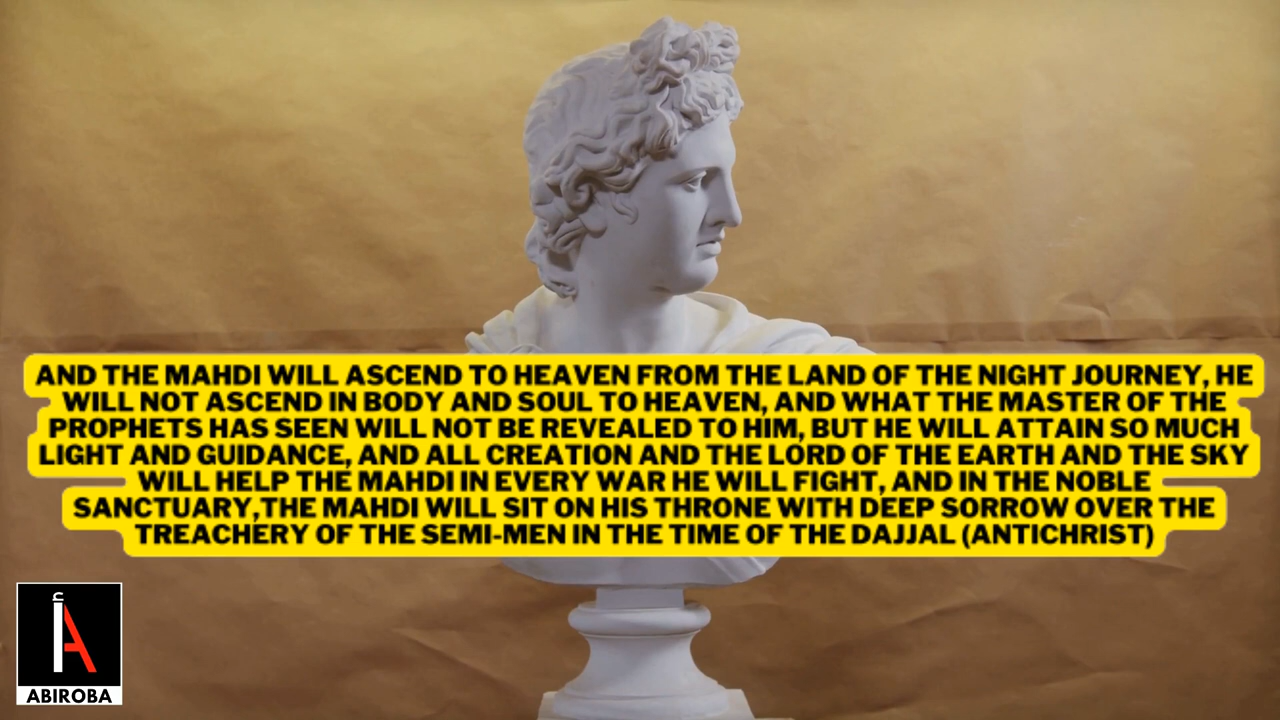 AND THE MAHDI WILL ASCEND TO HEAVEN FROM THE LAND OF THE NIGHT JOURNEY, HE
WILL NOT ASCEND IN BODY AND SOUL TO HEAVEN, AND WHAT THE MASTER OF THE
PROPHETS HAS SEEN WILL NOT BE REVEALED TO HIM, BUT HE WILL ATTAIN SO MUCH
LIGHT AND GUIDANCE, AND ALL CREATION AND THE LORD OF THE EARTH AND THE SKY
WILL HELP THE MAHDI IN EVERY WAR HE WILL FIGHT, AND IN THE NOBLE
SANCTUARY,THE MAHDI WILL SIT ON HIS THRONE WITH DEEP SORROW OVER THE
TREACHERY OF THE SEMI-MEN IN THE TIME OF THE DAJJAL (ANTICHRIST)
ABIROBA